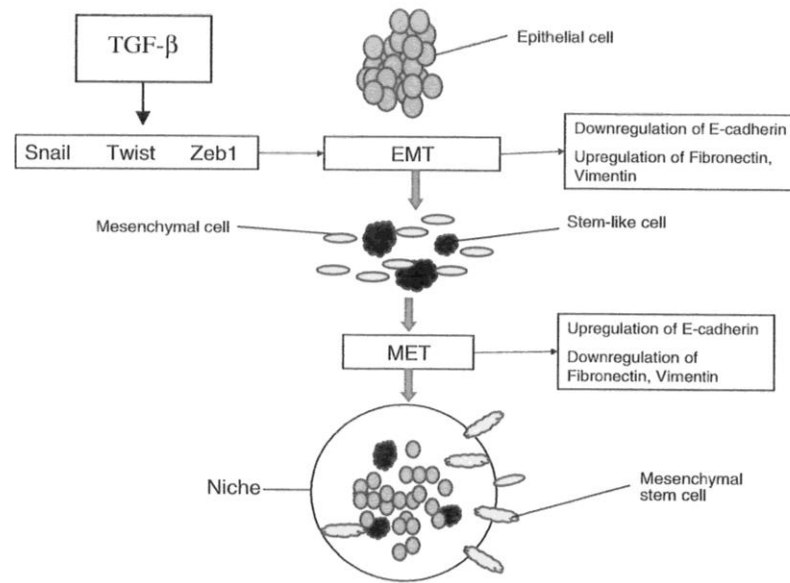 TGF-β
Epithelial cell
Snail Twist Zeb1
EMT
Downregulation of E-cadherin
Upregulation of Fibronectin,
Vimentin
Mesenchymal cell
Stem-like cell
MET
Upregulation of E-cadherin
Downregulation of
Fibronectin, Vimentin
Niche
Mesenchymal
stem cell